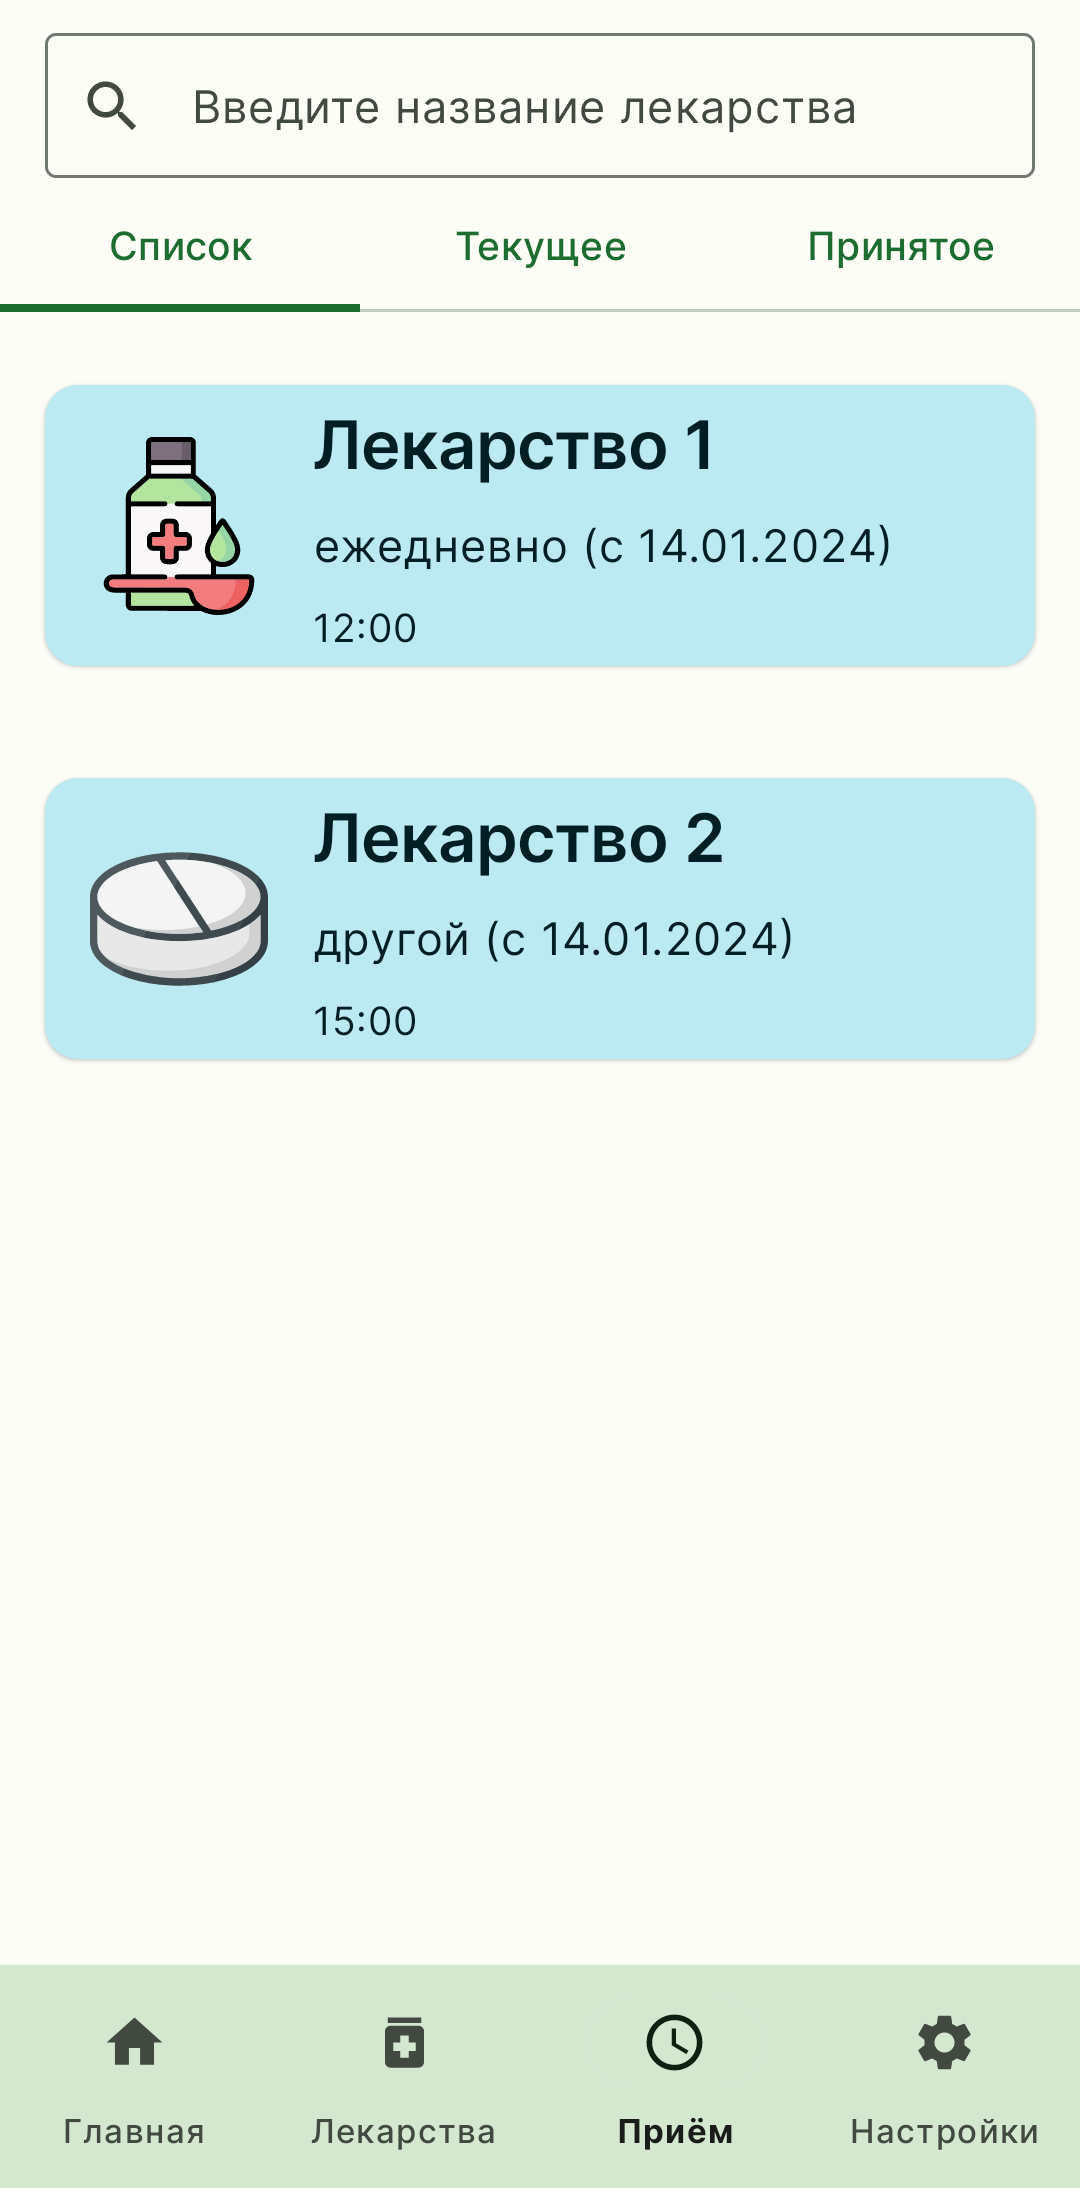 Введите название лекарства
Список
Текущее
Принятое
Лекарство 1
ежедневно (с 14.01.2024)
12:00
Лекарство 2
другой (с 14.01.2024)
15:00
Главная
Лекарства
Приём
Настройки